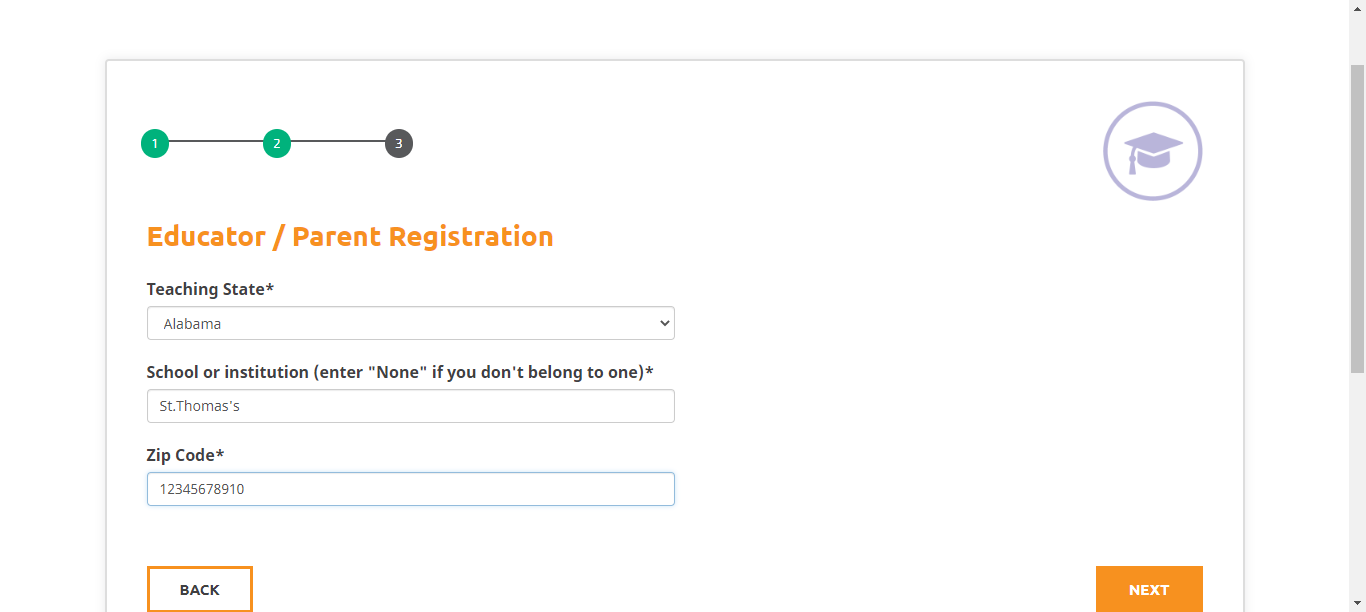 1 2 3
Educator / Parent Registration
Teaching State*
Alabama
School or institution (enter "None" if you don't belong to one)*
St.Thomas's
Zip Code*
12345678910
BACK NEXT